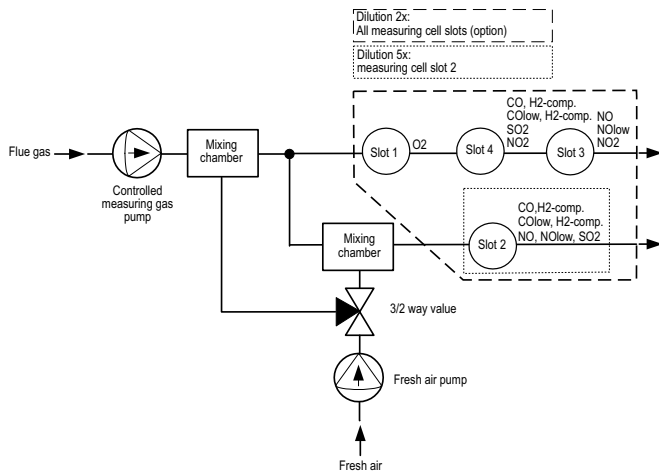 Dilution 2x:
All measuring cell slots (option)
Dilution 5x:
measuring cell slot 2
Flue gas
Controlled
measuring gas
pump
Mixing
chamber
Slot 1
O2
Slot 4
CO, H2-comp.
COlow, H2-comp.
SO2
NO2
Slot 3
NO
NOlow
NO2
Mixing
chamber
Slot 2
CO,H2-comp.
COlow, H2-comp.
NO, NOlow, SO2
3/2 way value
Fresh air pump
Fresh air